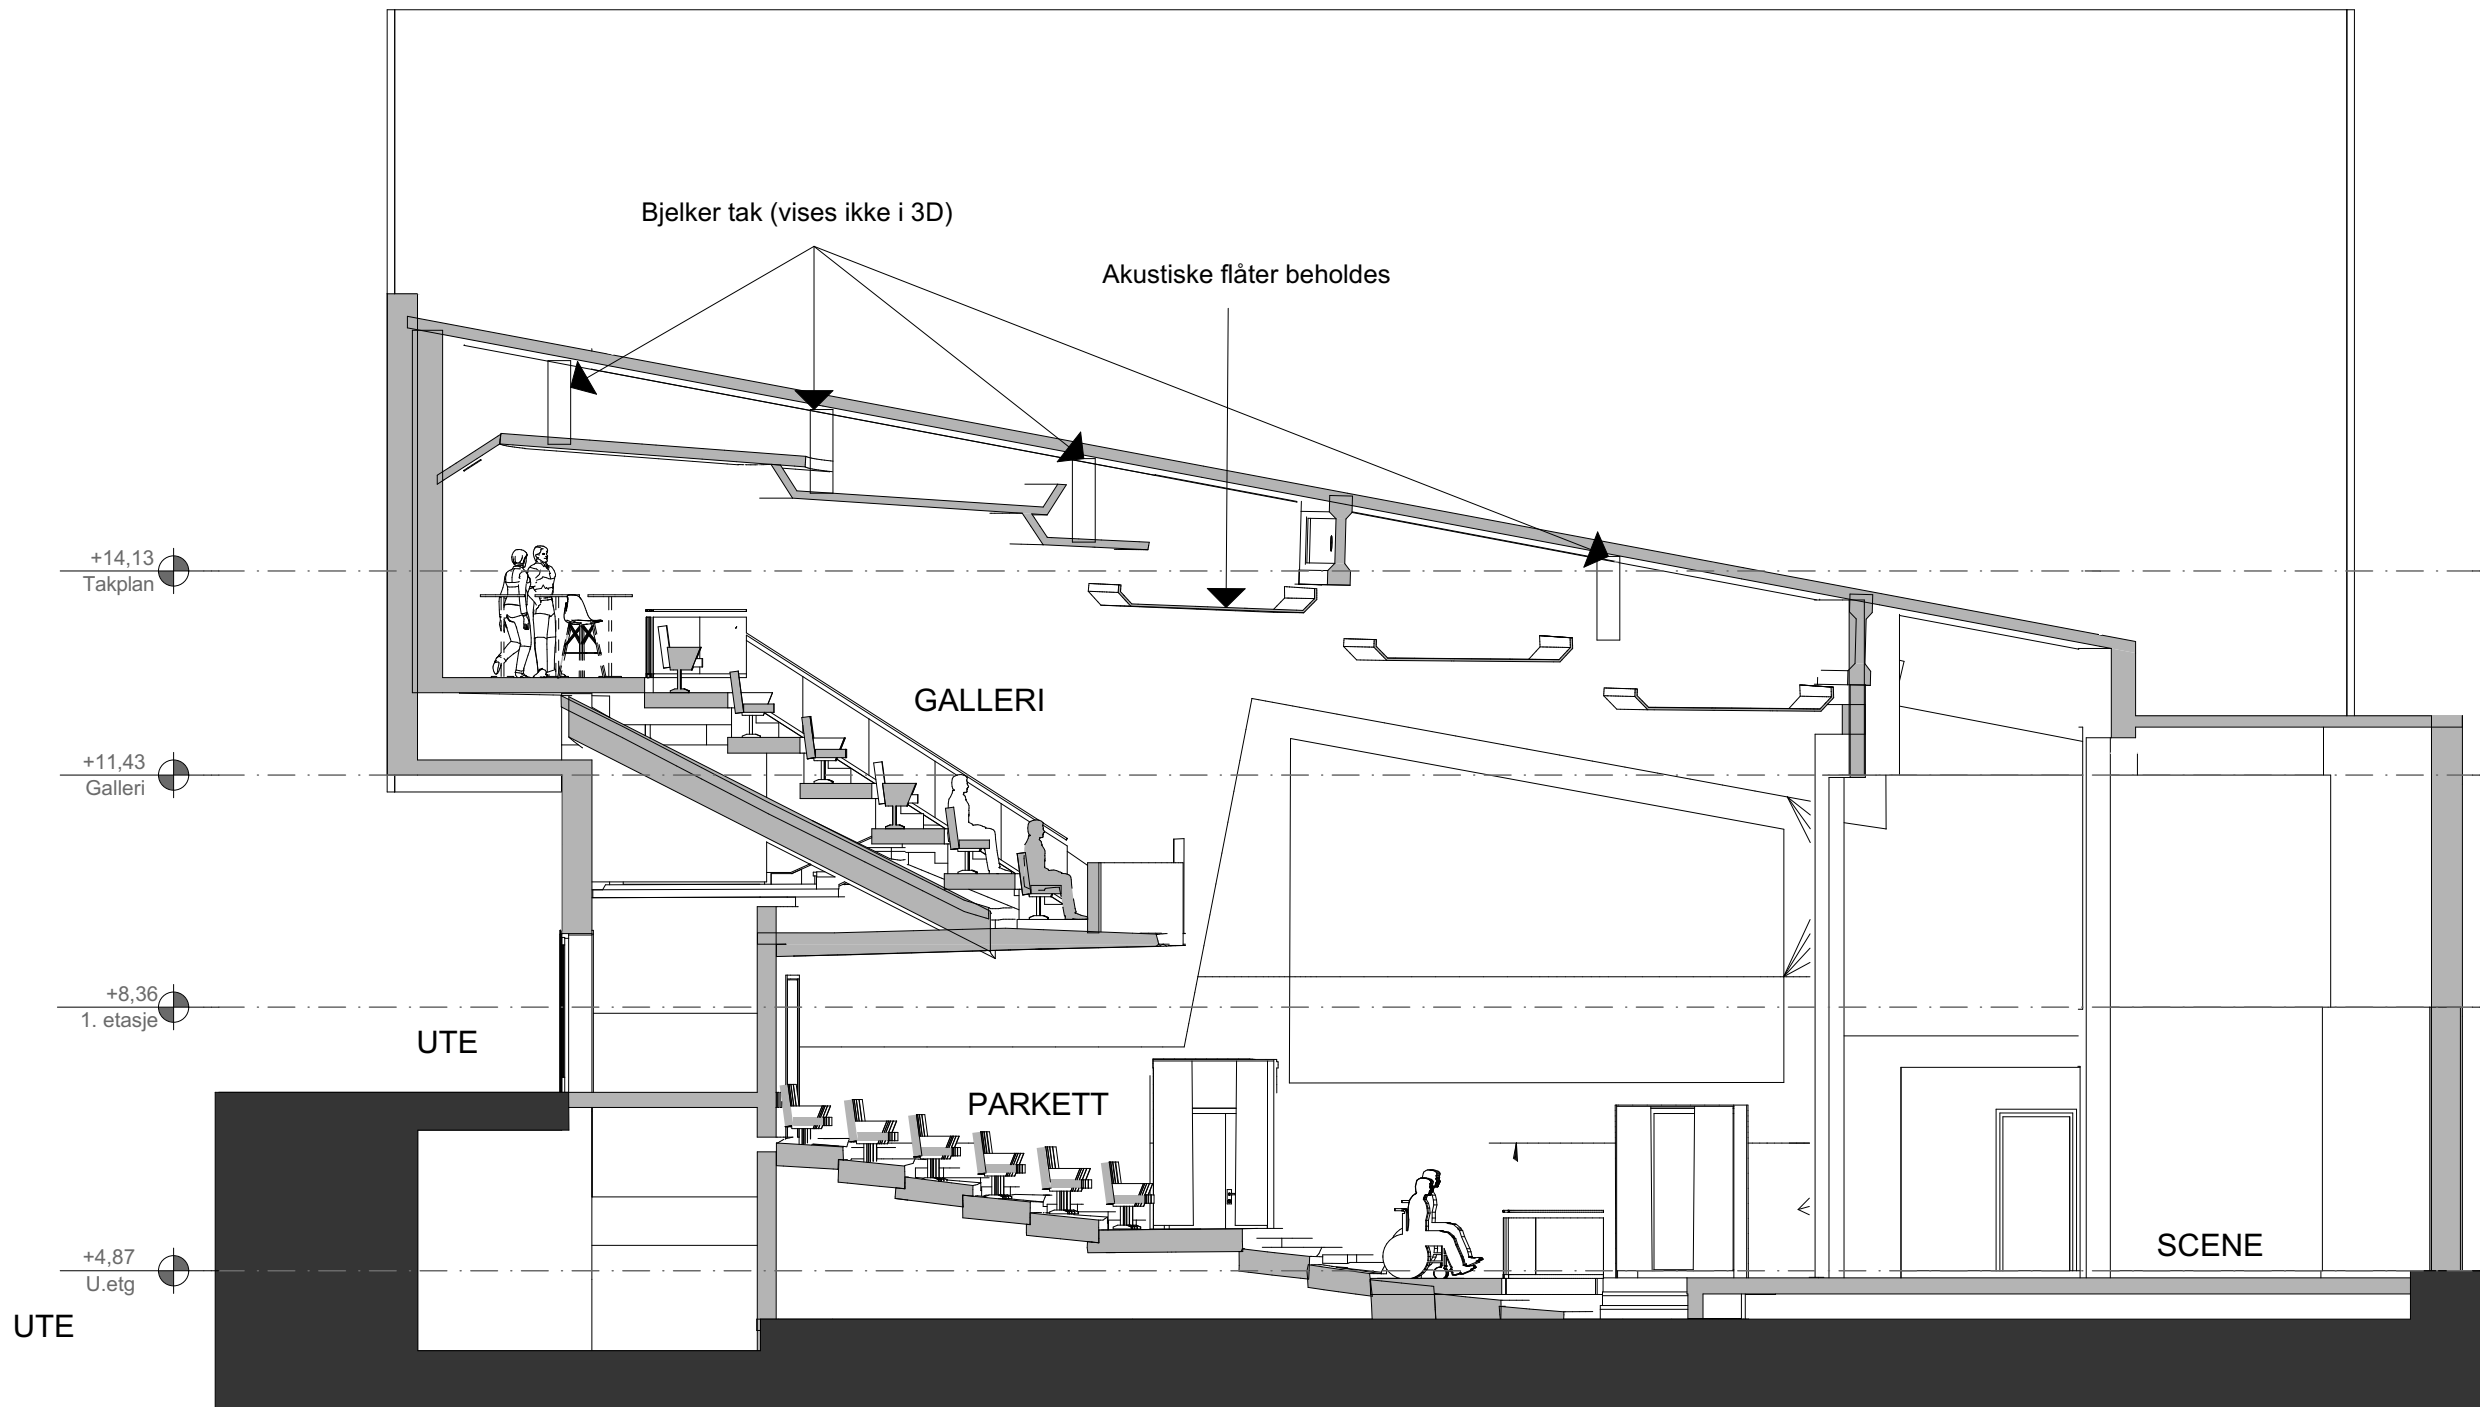 Bjelker tak (vises ikke i 3D)
Akustiske flåter beholdes
+14,13
Takplan
GALLERI
+11,43
Galleri
+8,36
1. etasje
UTE
PARKETT
+4,87
U.etg
SCENE
UTE